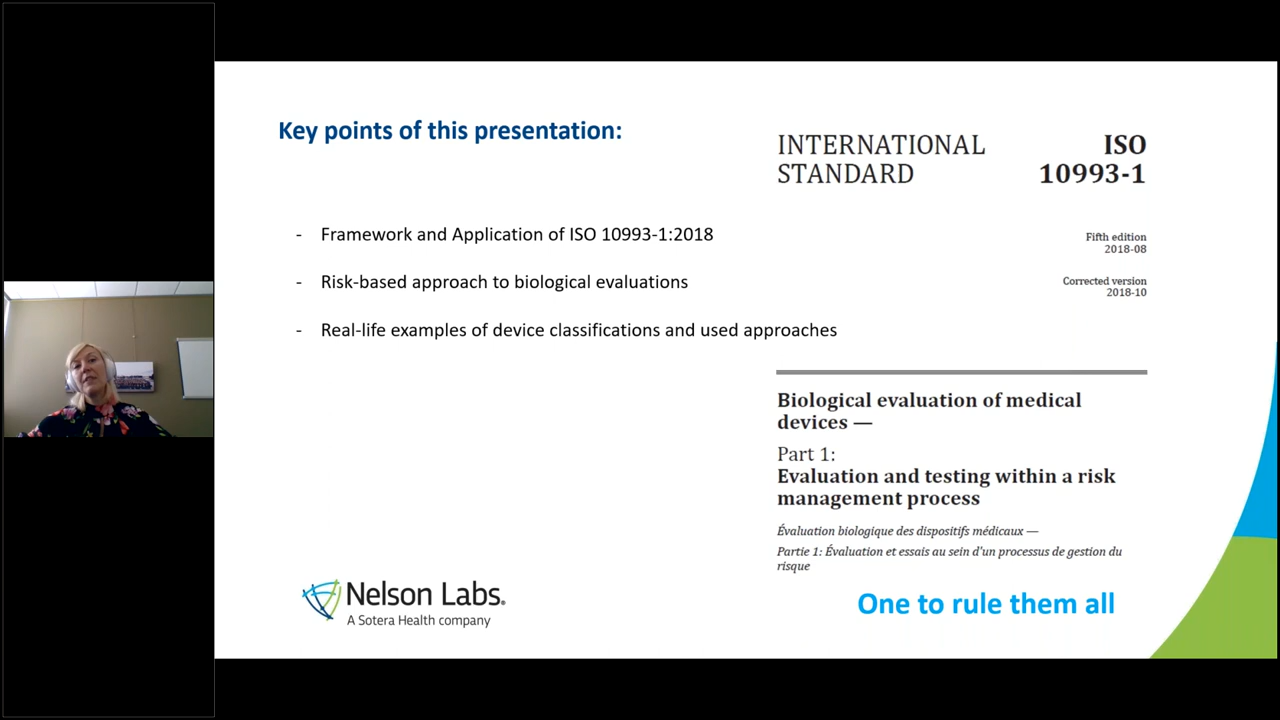 Key points of this presentation:
- Framework and Application of ISO 10993-1:2018
- Risk-based approach to biological evaluations
- Real-life examples of device classifications and used approaches
INTERNATIONAL STANDARD
ISO 10993-1
Fifth edition
2018-08
Corrected version
2018-10
Biological evaluation of medical
devices —
Part 1:
Evaluation and testing within a risk
management process
Évaluation biologique des dispositifs médicaux —
Partie 1: Évaluation et essais au sein d'un processus de gestion du
risque
Nelson Labs.
A Sotera Health company
One to rule them all